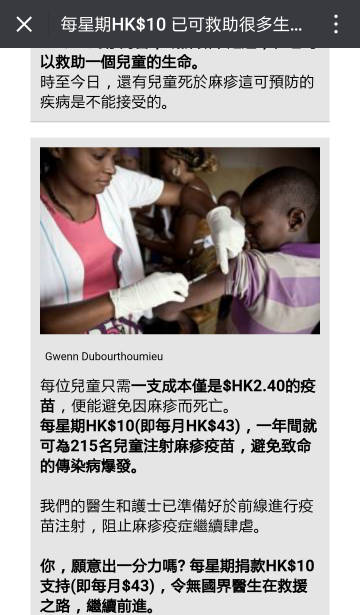 每星期HK$10 已可救助很多生...
以救助一個兒童的生命。
時至今日，還有兒童死於麻疹這可預防的
疾病是不能接受的。
Gwenn Dubourthoumieu
每位兒童只需一支成本僅是$HK2.40的疫
苗，便能避免因麻疹而死亡。
每星期HK$10(即每月HK$43)，一年間就
可為215名兒童注射麻疹疫苗，避免致命
的傳染病爆發。
我們的醫生和護士已準備好於前線進行疫
苗注射，阻止麻疹疫症繼續肆虐。
你，願意出一分力嗎? 每星期捐款HK$10
支持(即每月$43)，令無國界醫生在救援
之路，繼續前進。